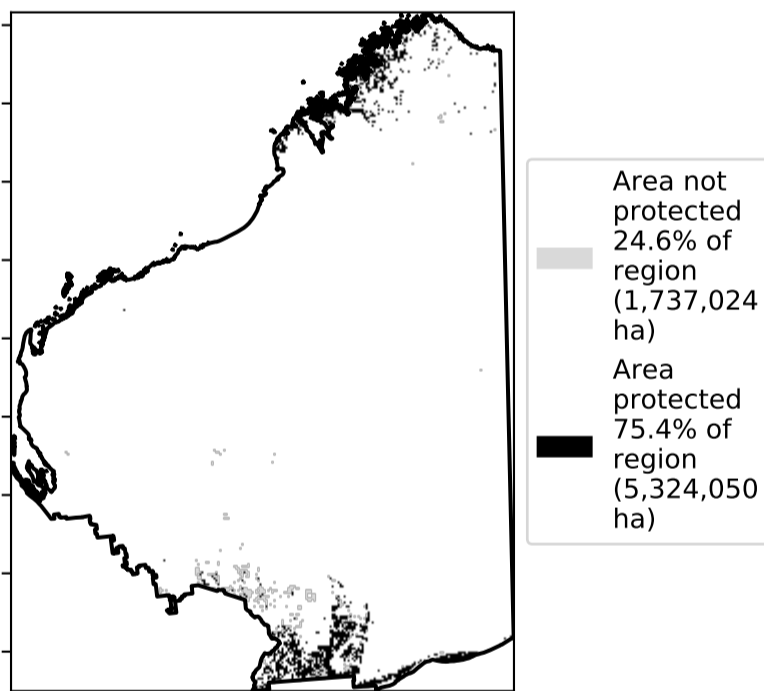 Area not
protected
24.6% of
region
(1,737,024
ha)
Area
protected
75.4% of
region
(5,324,050
ha)